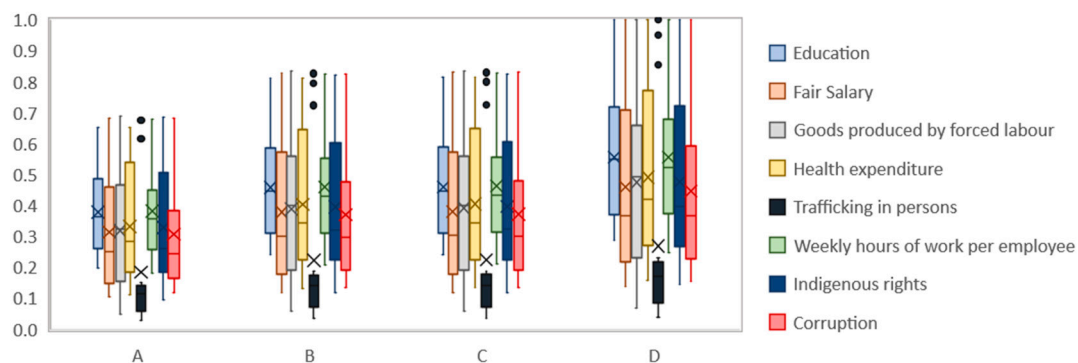 1.0
0.9
0.8
0.7
0.6
0.5
0.4
0.3
0.2
0.1
0.0
A B C D
Education
Fair Salary
Goods produced by forced labour
Health expenditure
Trafficking in persons
Weekly hours of work per employee
Indigenous rights
Corruption